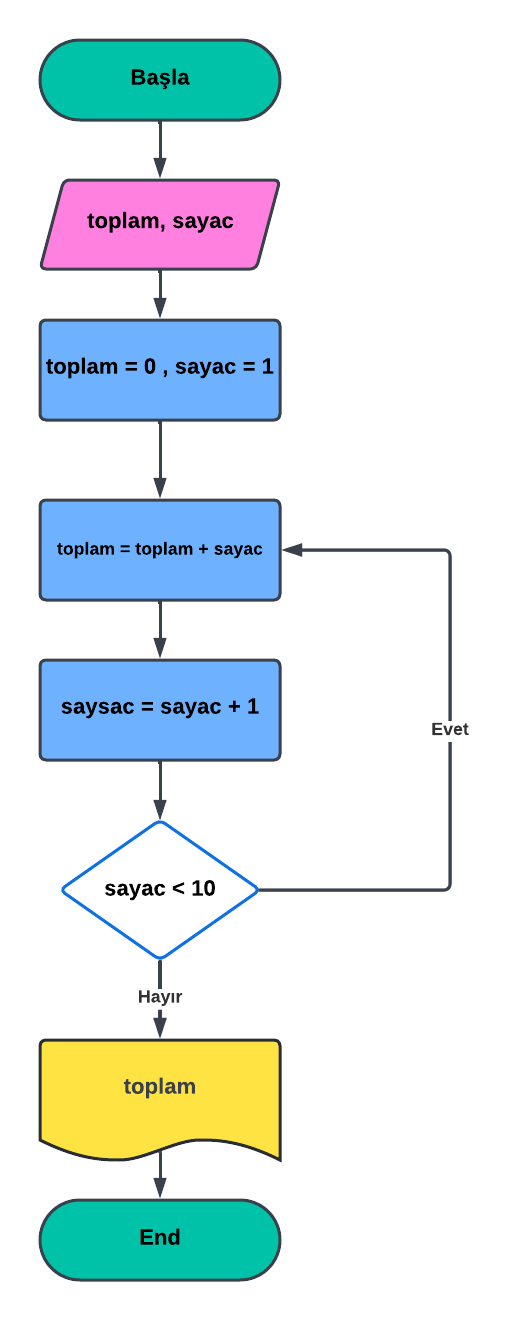 Başla
toplam, sayac
toplam = 0 , sayac = 1
toplam = toplam + sayac
saysac = sayac + 1
Evet
sayac < 10
Hayır
toplam
End